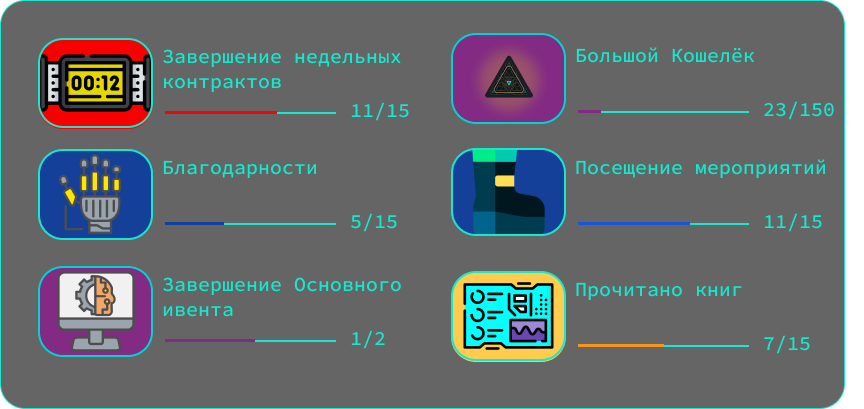 00:12
Завершение недельных
контрактов
11/15
Большой Кошелёк
23/150
Благодарности
5/15
Посещение мероприятий
11/15
Завершение Основного
ивента
1/2
Прочитано книг
7/15